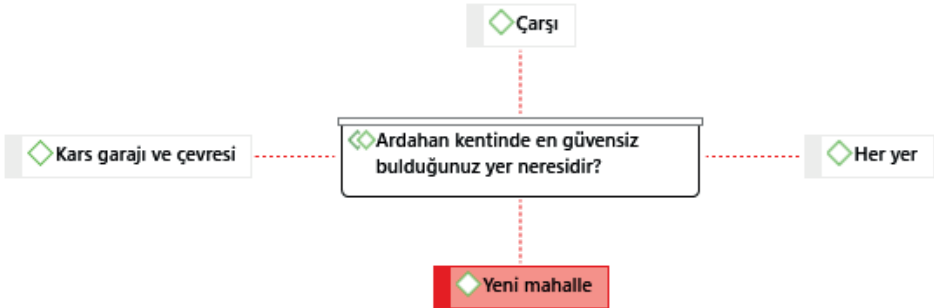 Çarşı
Kars garajı ve çevresi
Ardahan kentinde en güvensiz
bulduğunuz yer neresidir?
Her yer
Yeni mahalle